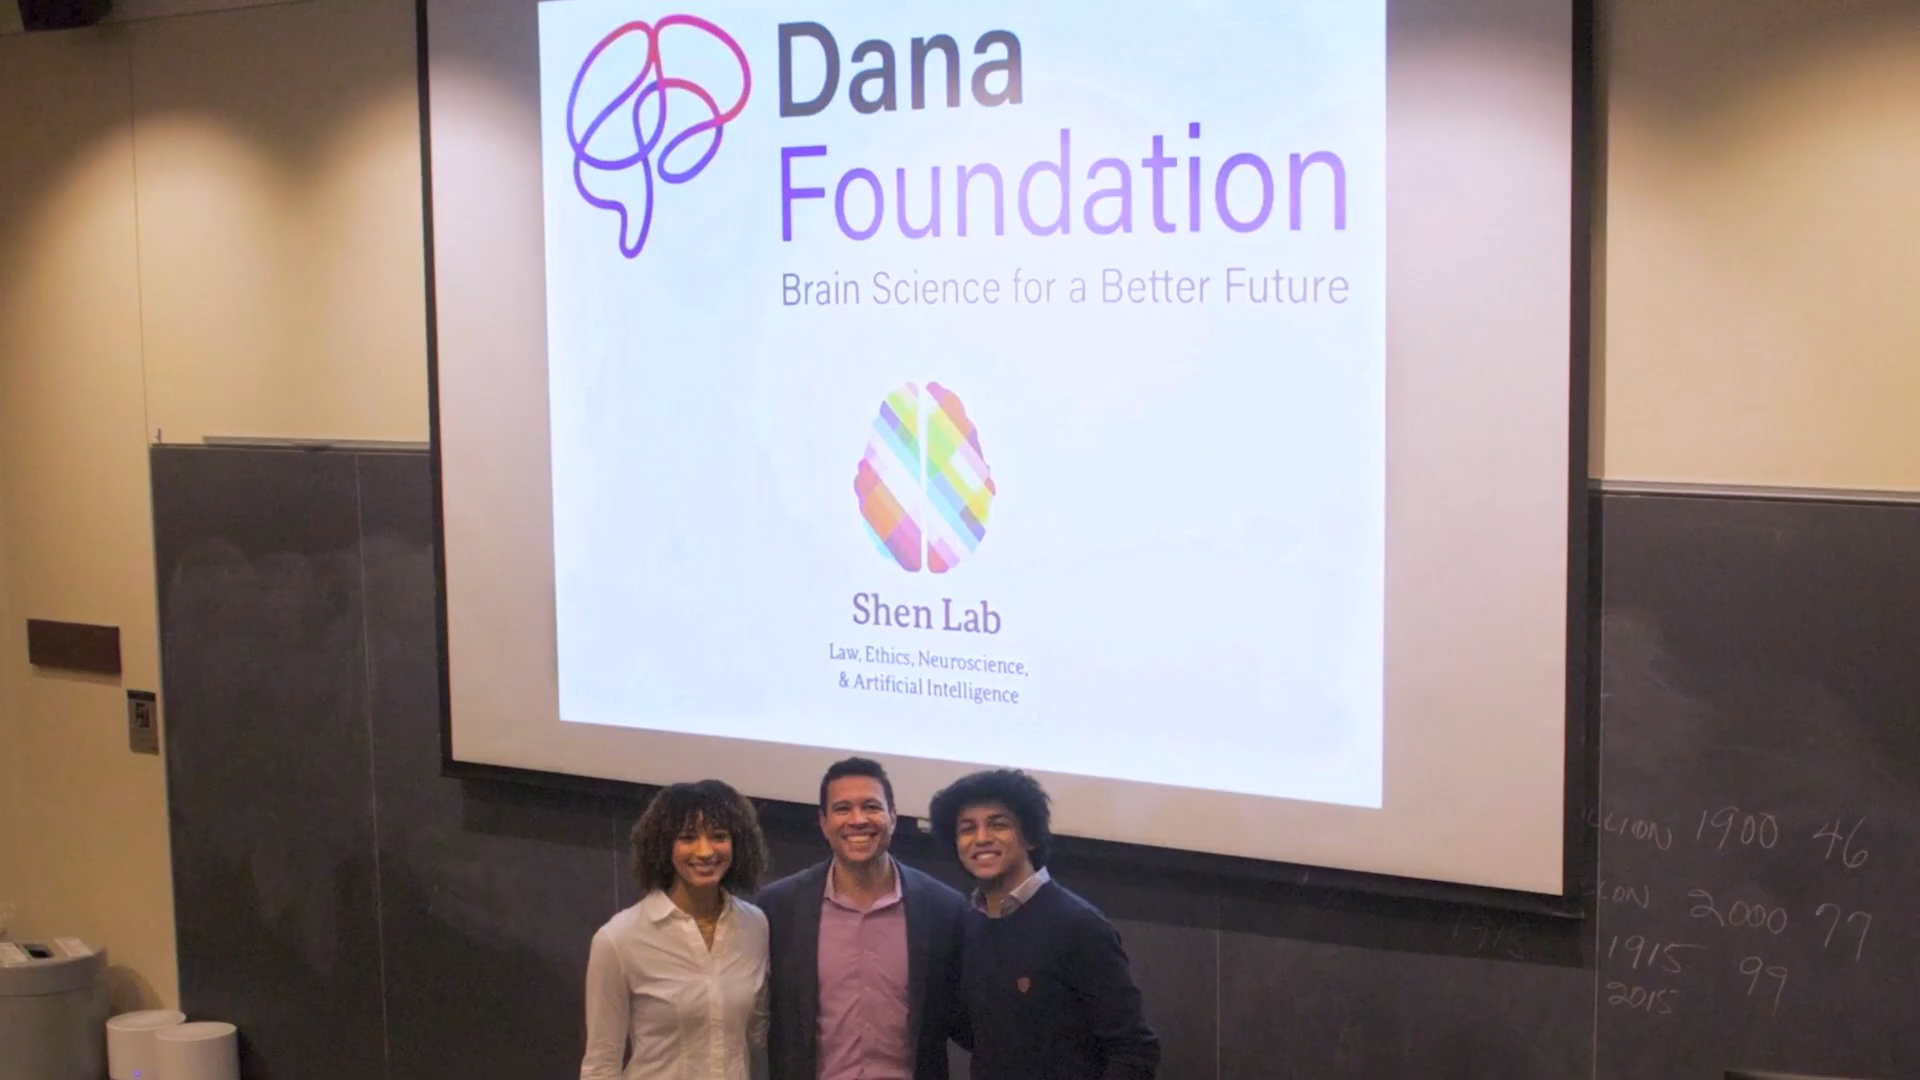 Dana
Foundation
Brain Science for a Better Future
Shen Lab
Law, Ethics, Neuroscience,
& Artificial Intelligence
1900 46
2000 77
1915 99
2015
1915